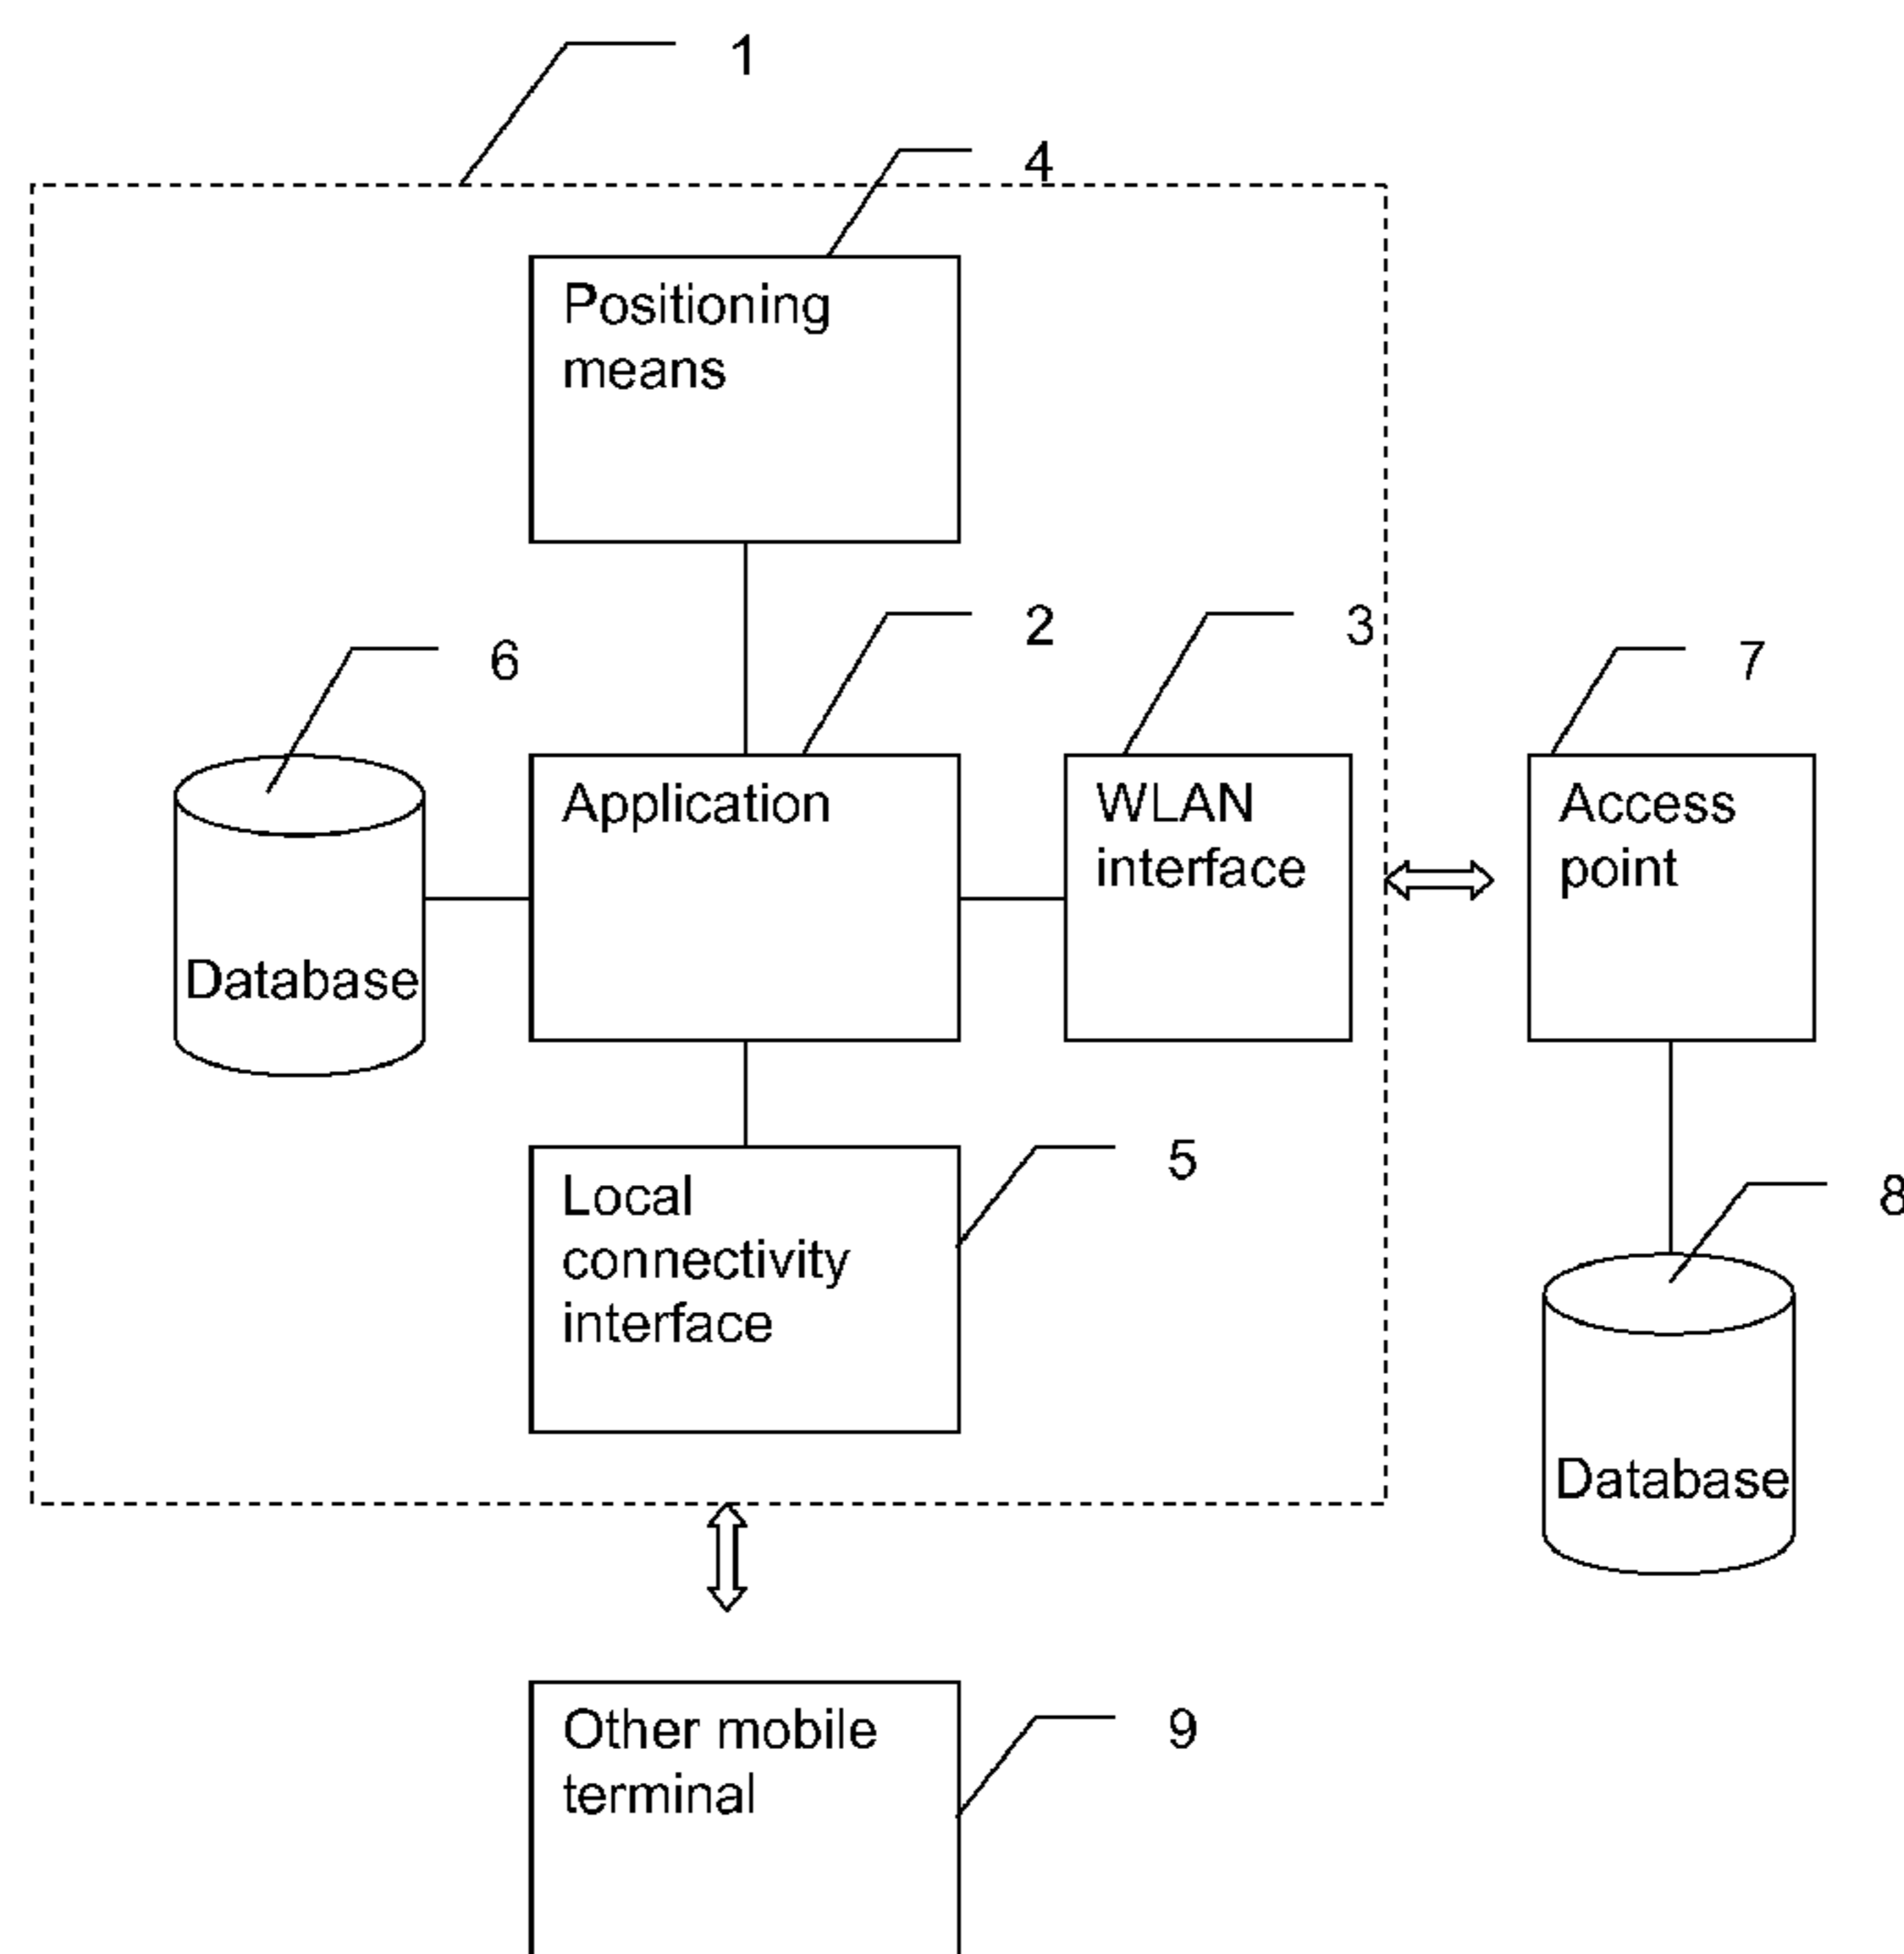 1
4
Positioning
means
2
3
6
7
Application
WLAN
interface
Access
point
Database
5
Local
connectivity
interface
8
Database
Other mobile
terminal
9